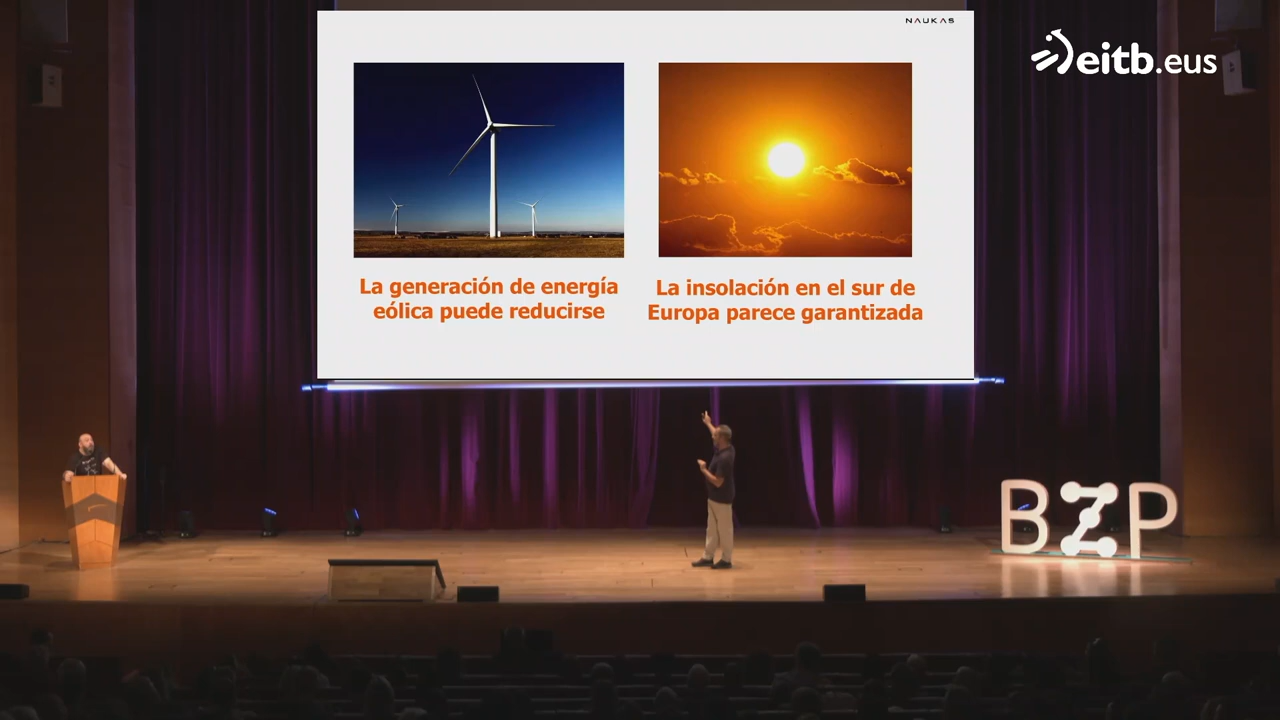 NAUKAS
eitb.eus
La generación de energía
eólica puede reducirse
La insolación en el sur de
Europa parece garantizada
BZP